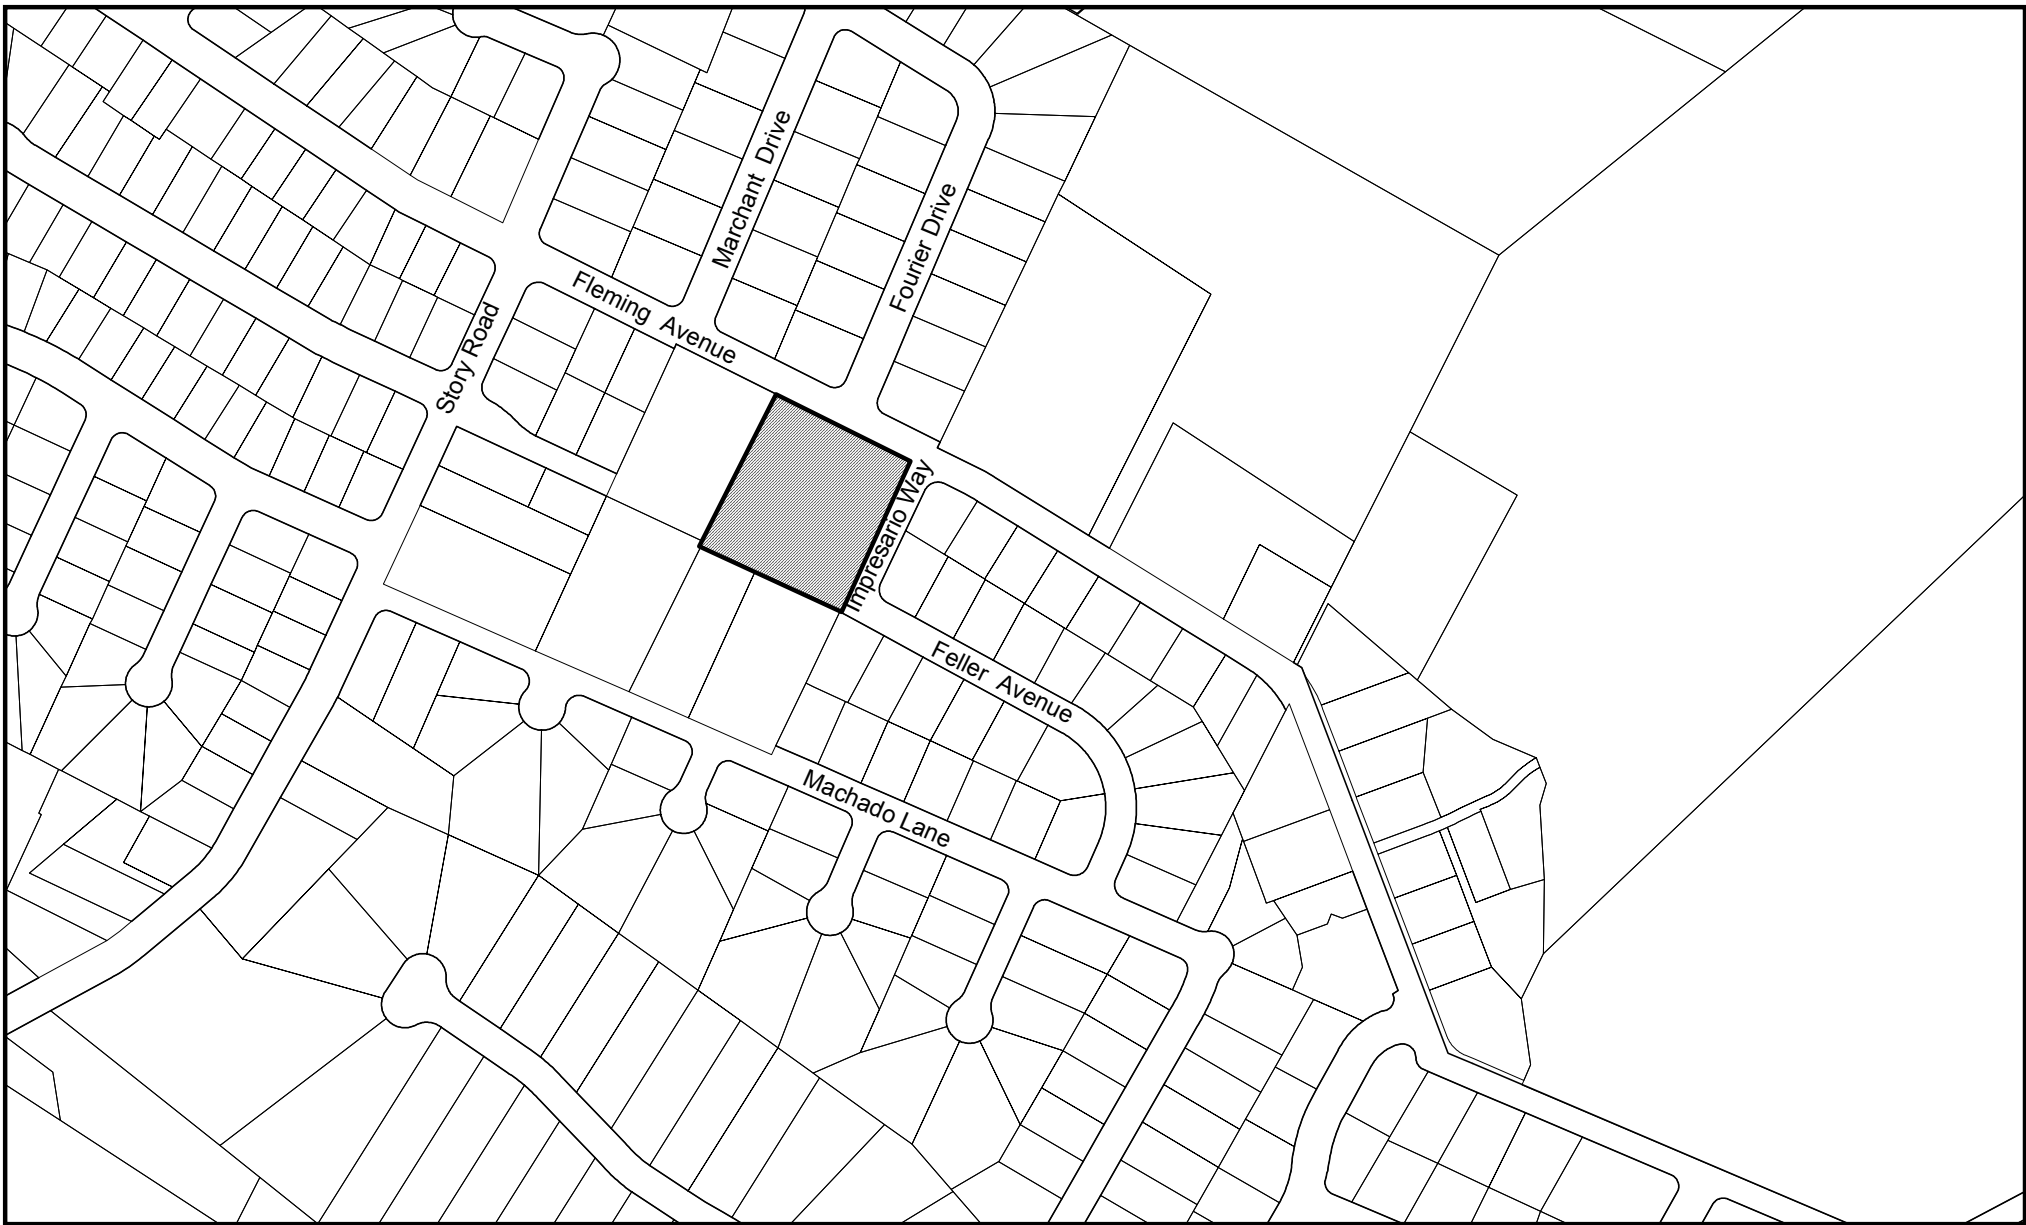 Marchant Drive
Fourier Drive
Fleming Avenue
Story Road
Impresario Way
Feller Avenue
Machado Lane